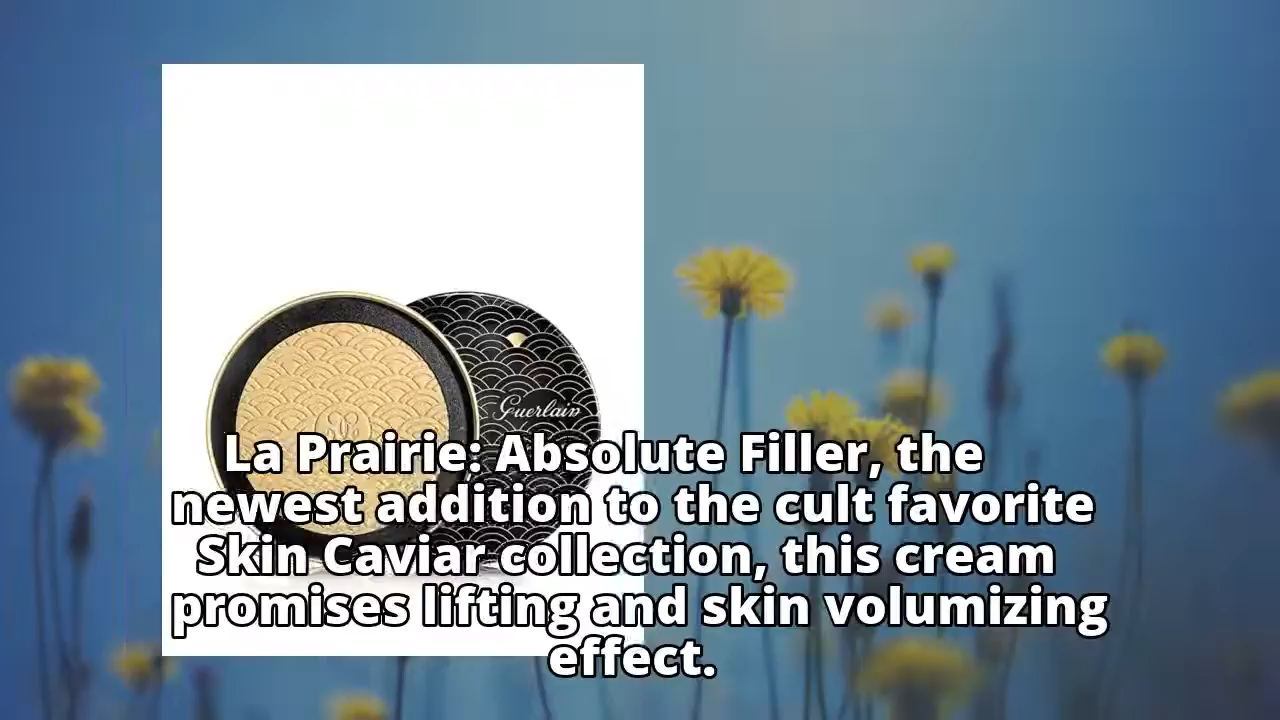 Guerlain
La Prairie: Absolute Filler, the
newest addition to the cult favorite
Skin Caviar collection, this cream
promises lifting and skin volumizing
effect.